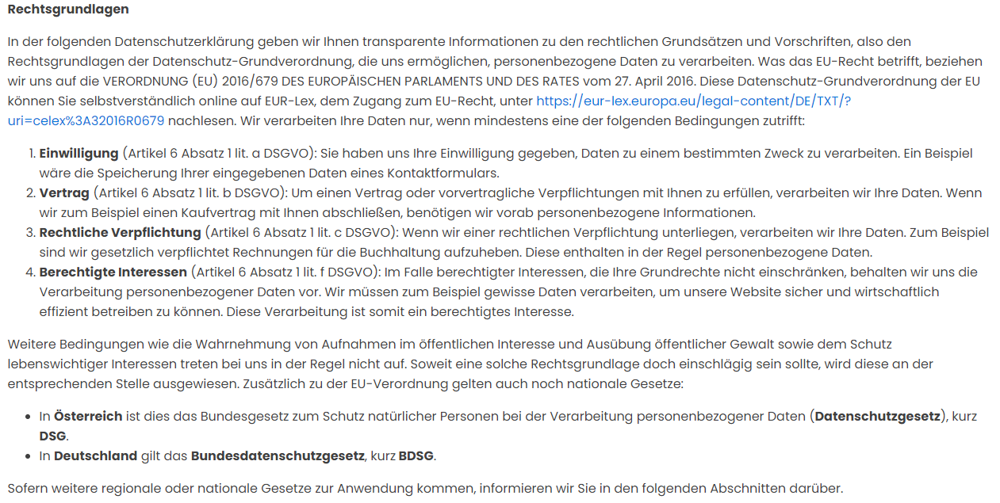 Rechtsgrundlagen
In der folgenden Datenschutzerklärung geben wir Ihnen transparente Informationen zu den rechtlichen Grundsätzen und Vorschriften, also den
Rechtsgrundlagen der Datenschutz-Grundverordnung, die uns ermöglichen, personenbezogene Daten zu verarbeiten. Was das EU-Recht betrifft, beziehen
wir uns auf die VERORDNUNG (EU) 2016/679 DES EUROPÄISCHEN PARLAMENTS UND DES RATES vom 27. April 2016. Diese Datenschutz-Grundverordnung der EU
können Sie selbstverständlich online auf EUR-Lex, dem Zugang zum EU-Recht, unter https://eur-lex.europa.eu/legal-content/DE/TXT/?
uri=celex%3A32016R0679 nachlesen. Wir verarbeiten Ihre Daten nur, wenn mindestens eine der folgenden Bedingungen zutrifft:
1. Einwilligung (Artikel 6 Absatz 1 lit. a DSGVO): Sie haben uns Ihre Einwilligung gegeben, Daten zu einem bestimmten Zweck zu verarbeiten. Ein Beispiel
wäre die Speicherung Ihrer eingegebenen Daten eines Kontaktformulars.
2. Vertrag (Artikel 6 Absatz 1 lit. b DSGVO): Um einen Vertrag oder vorvertragliche Verpflichtungen mit Ihnen zu erfüllen, verarbeiten wir Ihre Daten. Wenn
wir zum Beispiel einen Kaufvertrag mit Ihnen abschließen, benötigen wir vorab personenbezogene Informationen.
3. Rechtliche Verpflichtung (Artikel 6 Absatz 1 lit. c DSGVO): Wenn wir einer rechtlichen Verpflichtung unterliegen, verarbeiten wir Ihre Daten. Zum Beispiel
sind wir gesetzlich verpflichtet Rechnungen für die Buchhaltung aufzuheben. Diese enthalten in der Regel personenbezogene Daten.
4. Berechtigte Interessen (Artikel 6 Absatz 1 lit. f DSGVO): Im Falle berechtigter Interessen, die Ihre Grundrechte nicht einschränken, behalten wir uns die
Verarbeitung personenbezogener Daten vor. Wir müssen zum Beispiel gewisse Daten verarbeiten, um unsere Website sicher und wirtschaftlich
effizient betreiben zu können. Diese Verarbeitung ist somit ein berechtigtes Interesse.
Weitere Bedingungen wie die Wahrnehmung von Aufnahmen im öffentlichen Interesse und Ausübung öffentlicher Gewalt sowie dem Schutz
lebenswichtiger Interessen treten bei uns in der Regel nicht auf. Soweit eine solche Rechtsgrundlage doch einschlägig sein sollte, wird diese an der
entsprechenden Stelle ausgewiesen. Zusätzlich zu der EU-Verordnung gelten auch noch nationale Gesetze:
• In Österreich ist dies das Bundesgesetz zum Schutz natürlicher Personen bei der Verarbeitung personenbezogener Daten (Datenschutzgesetz), kurz
DSG.
• In Deutschland gilt das Bundesdatenschutzgesetz, kurz BDSG.
Sofern weitere regionale oder nationale Gesetze zur Anwendung kommen, informieren wir Sie in den folgenden Abschnitten darüber.